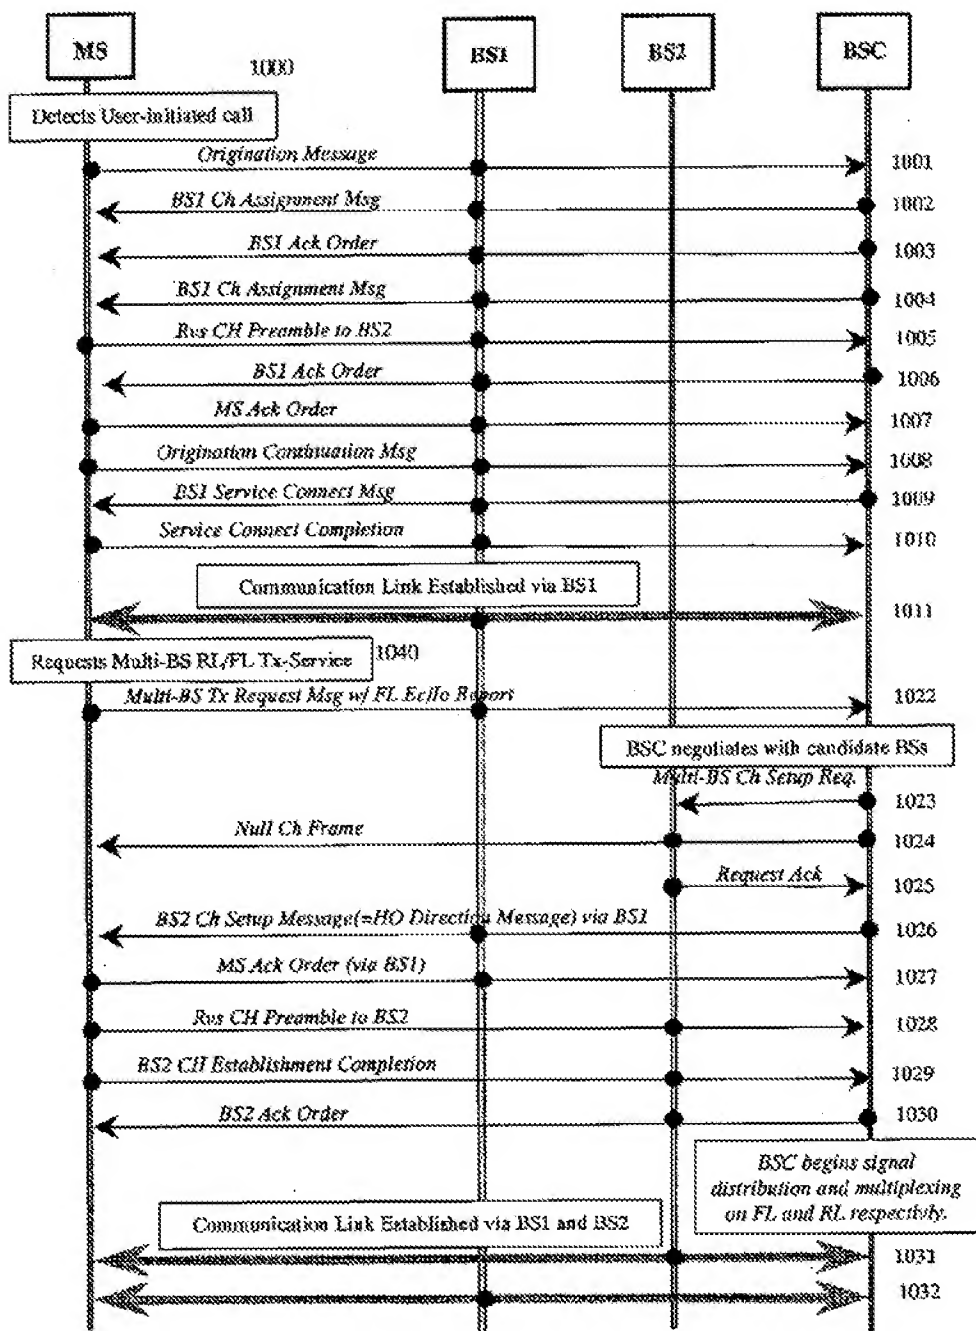 MS
BS1
BS2
BSC
1000
Detects User-initiated call
Origination Message 1001
BS1 Ch Assignment Msg 1002
BS1 Ack Order 1003
BS1 Ch Assignment Msg 1004
Rvs CH Preamble to BS2 1005
BS1 Ack Order 1006
MS Ack Order 1007
Origination Continuation Msg 1008
BS1 Service Connect Msg 1009
Service Connect Completion 1010
Communication Link Established via BS1
1011
Requests Multi-BS RL/FL Tx-Service 1040
Multi-BS Tx Request Msg w/ FL Ec/Io Report 1022
BSC negotiates with candidate BSs
Multi-BS Ch Setup Req.
1023
Null Ch Frame 1024
Request Ack 1025
BS2 Ch Setup Message(=HO Direction Message) via BS1 1026
MS Ack Order (via BS1) 1027
Rvs CH Preamble to BS2 1028
BS2 CH Establishment Completion 1029
BS2 Ack Order 1030
BSC begins signal
distribution and multiplexing
on FL and RL respectivly.
Communication Link Established via BS1 and BS2
1031
1032